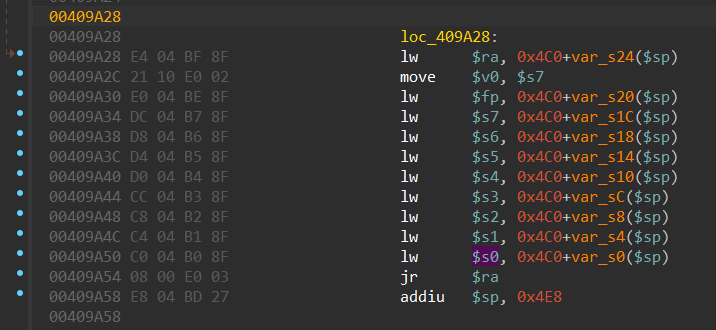 00409A28
00409A28
00409A28 loc_409A28:
00409A28 E4 04 BF 8F lw $ra, 0x4C0+var_s24($sp)
00409A2C 21 10 E0 02 move $v0, $s7
00409A30 E0 04 BE 8F lw $fp, 0x4C0+var_s20($sp)
00409A34 DC 04 B7 8F lw $s7, 0x4C0+var_s1C($sp)
00409A38 D8 04 B6 8F lw $s6, 0x4C0+var_s18($sp)
00409A3C D4 04 B5 8F lw $s5, 0x4C0+var_s14($sp)
00409A40 D0 04 B4 8F lw $s4, 0x4C0+var_s10($sp)
00409A44 CC 04 B3 8F lw $s3, 0x4C0+var_sC($sp)
00409A48 C8 04 B2 8F lw $s2, 0x4C0+var_s8($sp)
00409A4C C4 04 B1 8F lw $s1, 0x4C0+var_s4($sp)
00409A50 C0 04 B0 8F lw $s0, 0x4C0+var_s0($sp)
00409A54 08 00 E0 03 jr $ra
00409A58 E8 04 BD 27 addiu $sp, 0x4E8
00409A58